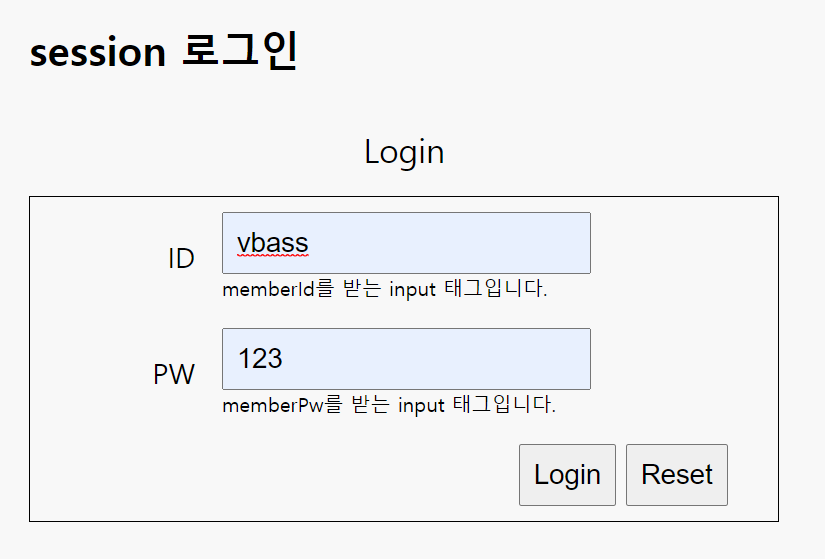 session 로그인
Login
ID
vbass
memberId를 받는 input 태그입니다.
PW
123
memberPw를 받는 input 태그입니다.
Login Reset